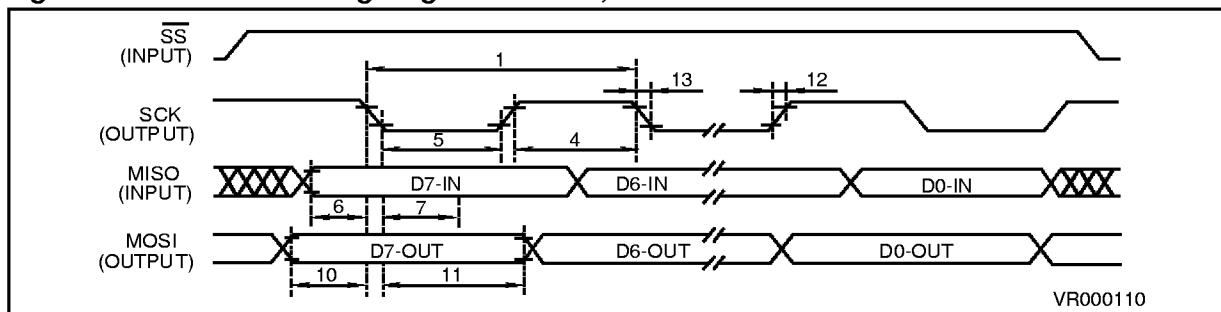 SS
(INPUT)
1
13
12
SCK
(OUTPUT)
5
4
MISO
(INPUT)
D7-IN
D6-IN
D0-IN
6
7
MOSI
(OUTPUT)
D7-OUT
D6-OUT
D0-OUT
10
11
VR000110